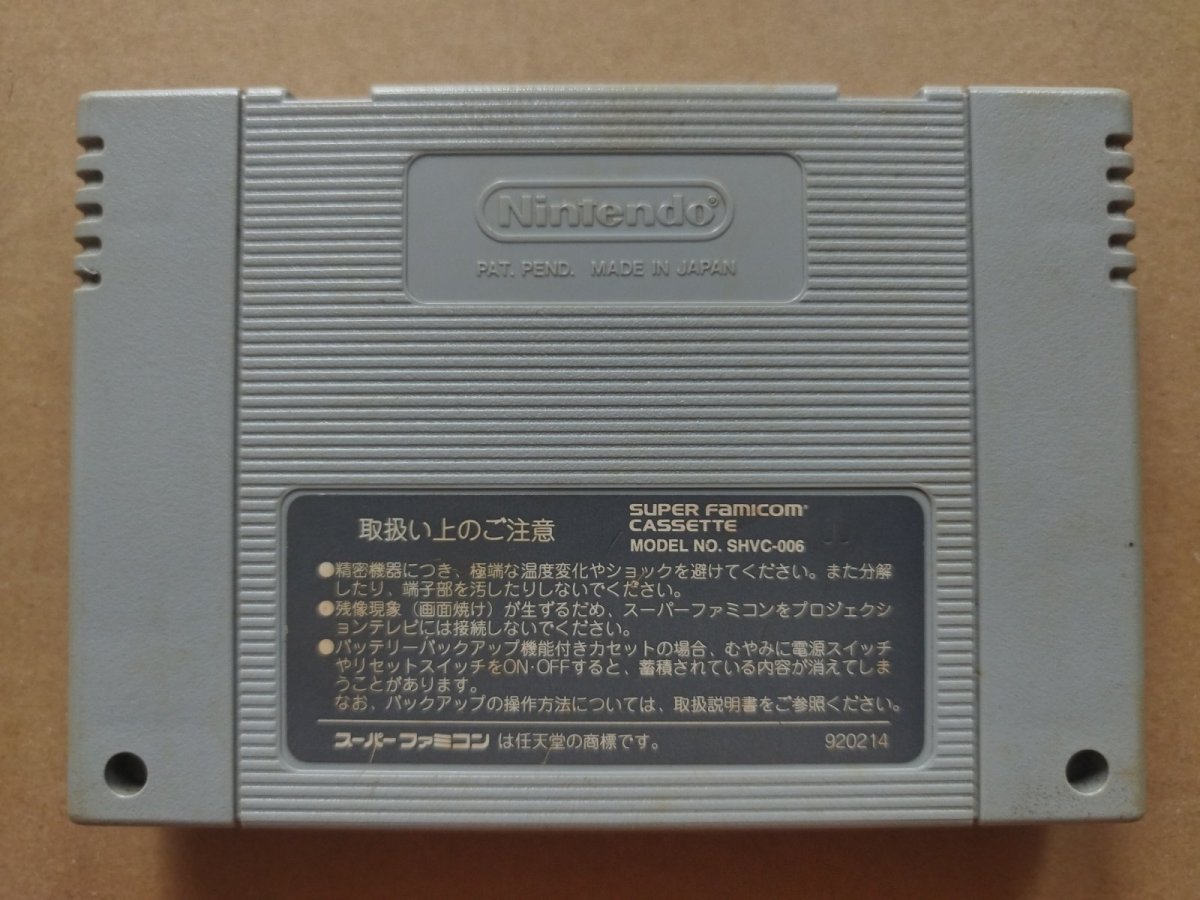 Nintendo®
PAT. PEND. MADE IN JAPAN
取扱い上のご注意
SUPER FAMICOM®
CASSETTE
MODEL NO. SHVC-006
●精密機器につき、極端な温度変化やショックを避けてください。また分解
したり、端子部を汚したりしないでください。
●残像現象（画面焼け）が生ずるだめ、スーパーファミコンをプロジェクシ
ョンテレビには接続しないでください。
●バッテリーバックアップ機能付きカセットの場合、むやみに電源スイッチ
やリセットスイッチをON・OFFすると、蓄積されている内容が消えてしま
うことがあります。
なお、バックアップの操作方法については、取扱説明書をご参照ください。
スーパーファミコンは任天堂の商標です。
920214